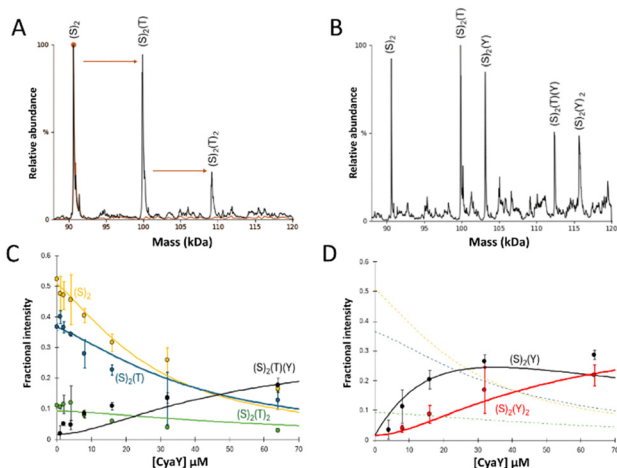 A
B
(S)2
(S)2(T)
(S)2(T)2
(S)2
(S)2(T)
(S)2(Y)
(S)2(T)(Y)
(S)2(Y)2
100
%
0
Relative abundance
90 95 100 105 110 115 120
Mass (kDa)
100
%
0
Relative abundance
90 95 100 105 110 115 120
Mass (kDa)
C
D
0.6
0.5
0.4
0.3
0.2
0.1
0
Fractional intensity
(S)2
(S)2(T)
(S)2(T)(Y)
(S)2(T)2
0 10 20 30 40 50 60 70
[CyaY] µM
0.6
0.5
0.4
0.3
0.2
0.1
0
Fractional intensity
(S)2(Y)
(S)2(Y)2
0 10 20 30 40 50 60 70
[CyaY] µM